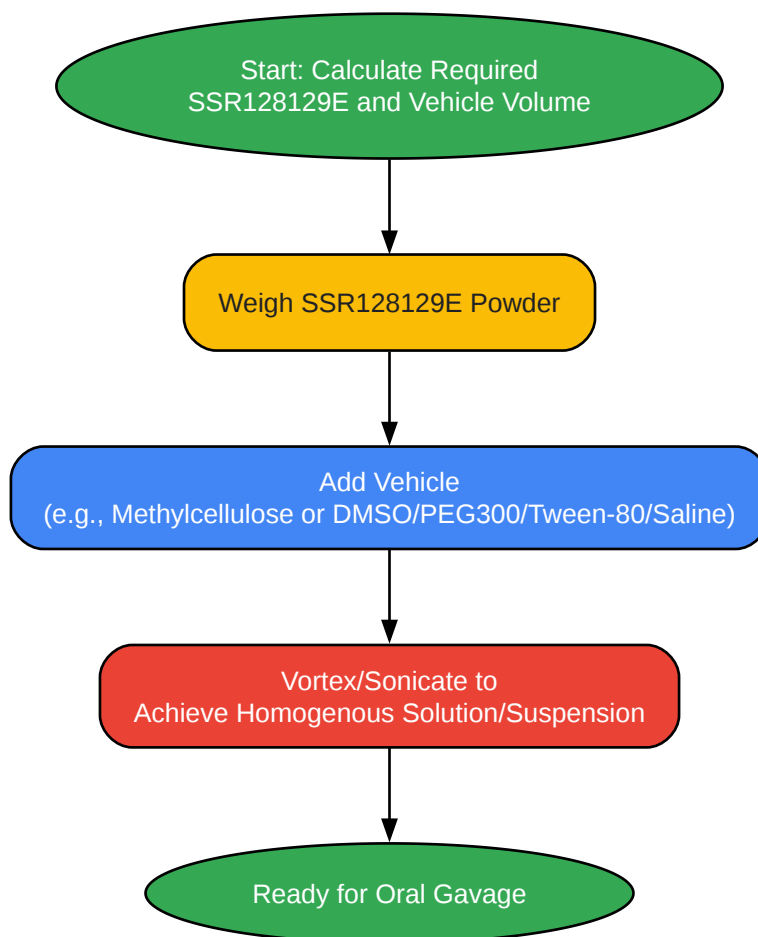 Start: Calculate Required
SSR128129E and Vehicle Volume
Weigh SSR128129E Powder
Add Vehicle
(e.g., Methylcellulose or DMSO/PEG300/Tween-80/Saline)
Vortex/Sonicate to
Achieve Homogenous Solution/Suspension
Ready for Oral Gavage